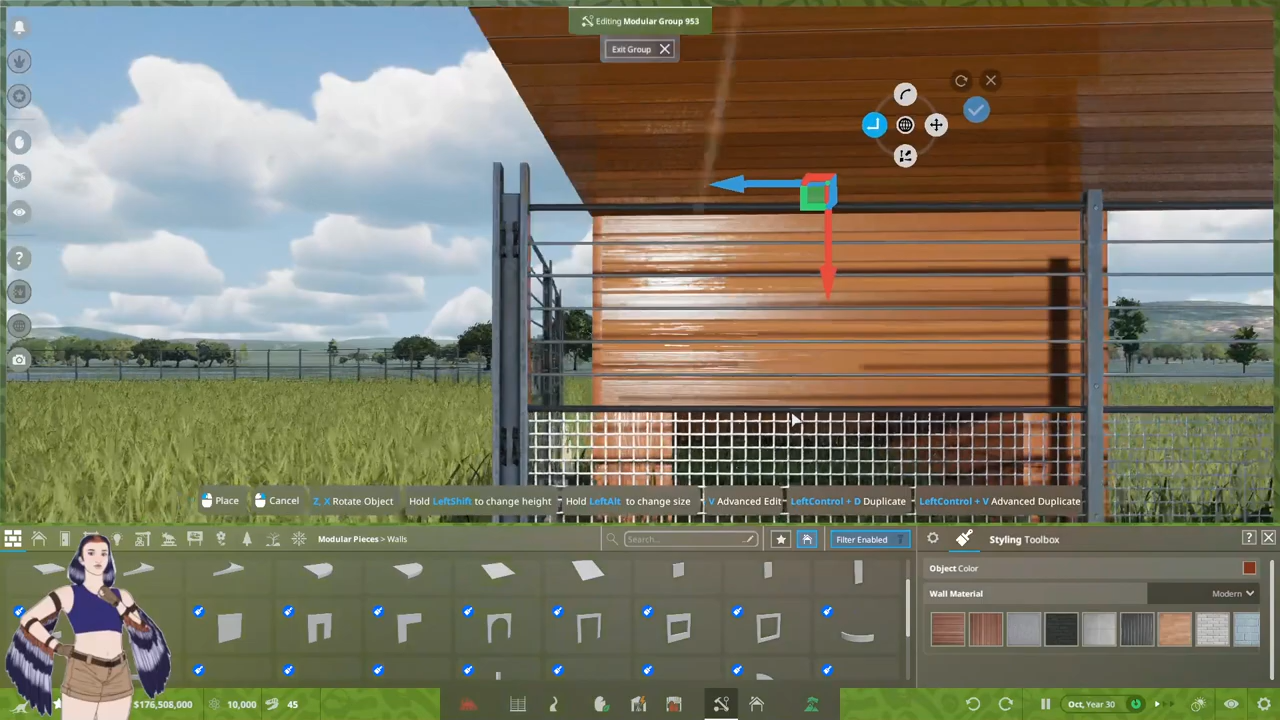 Editing Modular Group 953
Exit Group
Place
Cancel
Z, X Rotate Object
Hold LeftShift to change height
Hold LeftAlt to change size
V Advanced Edit
LeftControl + D Duplicate
LeftControl + V Advanced Duplicate
Modular Pieces > Walls
Search...
Filter Enabled
Styling Toolbox
?
Object Color
Wall Material
Modern
$176,508,000
10,000
45
Oct, Year 30